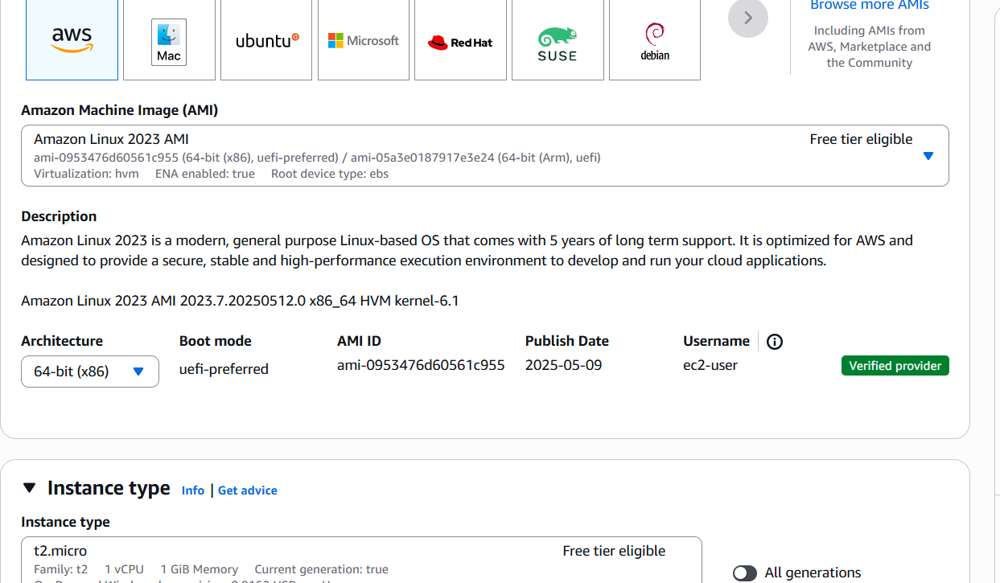 Browse more AMIs
aws
Mac
ubuntu
Microsoft
Red Hat
SUSE
debian
Including AMIs from
AWS, Marketplace and
the Community
Amazon Machine Image (AMI)
Amazon Linux 2023 AMI Free tier eligible
ami-0953476d60561c955 (64-bit (x86), uefi-preferred) / ami-05a3e0187917e3e24 (64-bit (Arm), uefi)
Virtualization: hvm ENA enabled: true Root device type: ebs
Description
Amazon Linux 2023 is a modern, general purpose Linux-based OS that comes with 5 years of long term support. It is optimized for AWS and
designed to provide a secure, stable and high-performance execution environment to develop and run your cloud applications.
Amazon Linux 2023 AMI 2023.7.20250512.0 x86_64 HVM kernel-6.1
Architecture Boot mode AMI ID Publish Date Username
64-bit (x86) uefi-preferred ami-0953476d60561c955 2025-05-09 ec2-user Verified provider
Instance type Info | Get advice
Instance type
t2.micro Free tier eligible
Family: t2 1 vCPU 1 GiB Memory Current generation: true
All generations